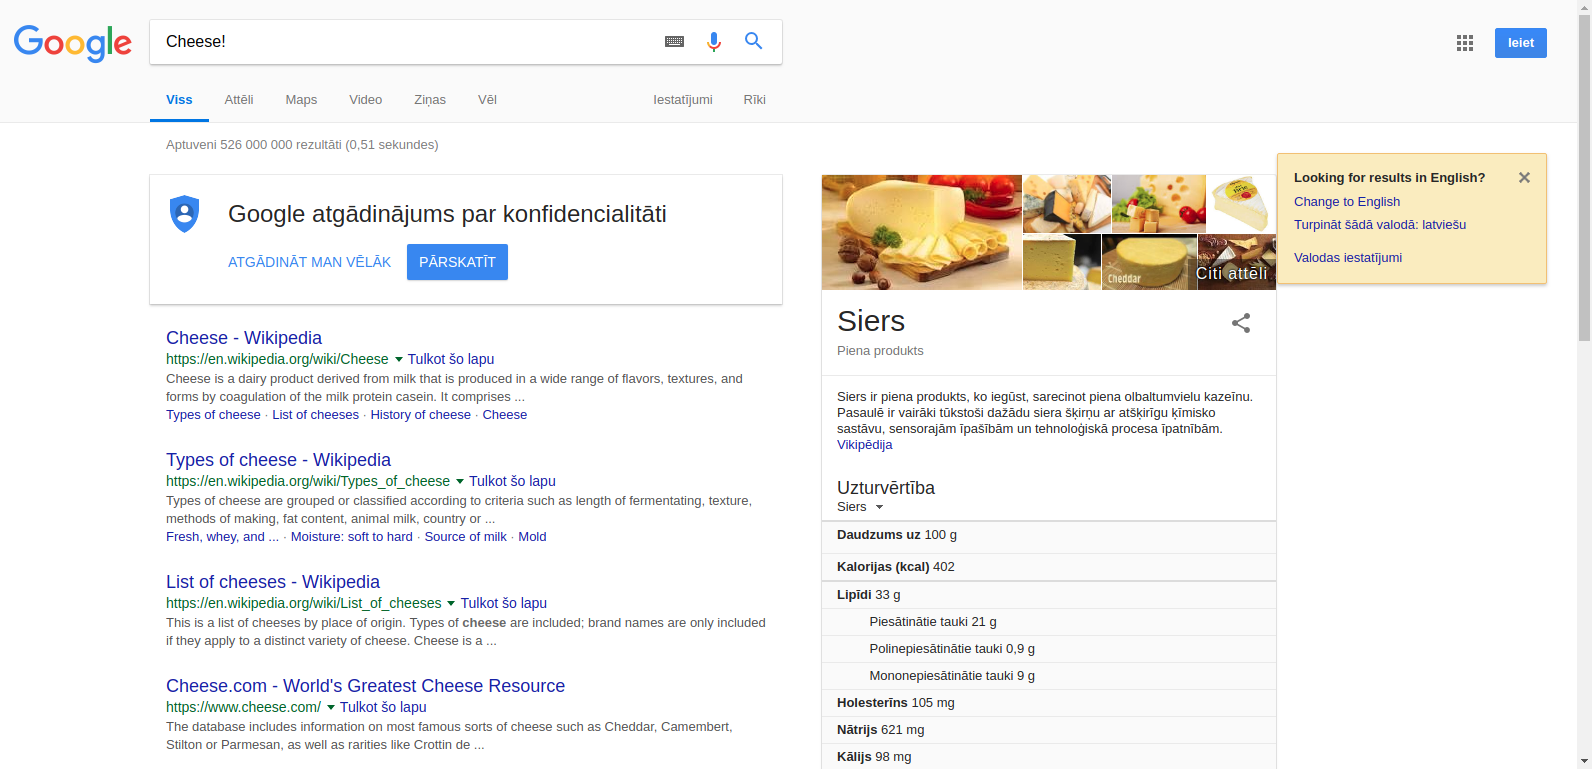 Google
Cheese!
Ieiet
Viss Attēli Maps Video Ziņas Vēl Iestatījumi Rīki
Aptuveni 526 000 000 rezultāti (0,51 sekundes)
Google atgādinājums par konfidencialitāti
ATGĀDINĀT MAN VĒLĀK PĀRSKATĪT
Cheese - Wikipedia
https://en.wikipedia.org/wiki/Cheese Tulkot šo lapu
Cheese is a dairy product derived from milk that is produced in a wide range of flavors, textures, and
forms by coagulation of the milk protein casein. It comprises ...
Types of cheese · List of cheeses · History of cheese · Cheese
Types of cheese - Wikipedia
https://en.wikipedia.org/wiki/Types_of_cheese Tulkot šo lapu
Types of cheese are grouped or classified according to criteria such as length of fermentating, texture,
methods of making, fat content, animal milk, country or ...
Fresh, whey, and ... · Moisture: soft to hard · Source of milk · Mold
List of cheeses - Wikipedia
https://en.wikipedia.org/wiki/List_of_cheeses Tulkot šo lapu
This is a list of cheeses by place of origin. Types of cheese are included; brand names are only included
if they apply to a distinct variety of cheese. Cheese is a ...
Cheese.com - World's Greatest Cheese Resource
https://www.cheese.com/ Tulkot šo lapu
The database includes information on most famous sorts of cheese such as Cheddar, Camembert,
Stilton or Parmesan, as well as rarities like Crottin de ...
Cheddar
Citi attēli
Siers
Piena produkts
Siers ir piena produkts, ko iegūst, sarecinot piena olbaltumvielu kazeīnu.
Pasaulē ir vairāki tūkstoši dažādu siera šķirņu ar atšķirīgu ķīmisko
sastāvu, sensorajām īpašībām un tehnoloģiskā procesa īpatnībām.
Vikipēdija
Uzturvērtība
Siers
Daudzums uz 100 g
Kalorijas (kcal) 402
Lipīdi 33 g
Piesātinātie tauki 21 g
Polinepiesātinātie tauki 0,9 g
Mononepiesātinātie tauki 9 g
Holesterīns 105 mg
Nātrijs 621 mg
Kālijs 98 mg
Looking for results in English?
Change to English
Turpināt šādā valodā: latviešu
Valodas iestatījumi